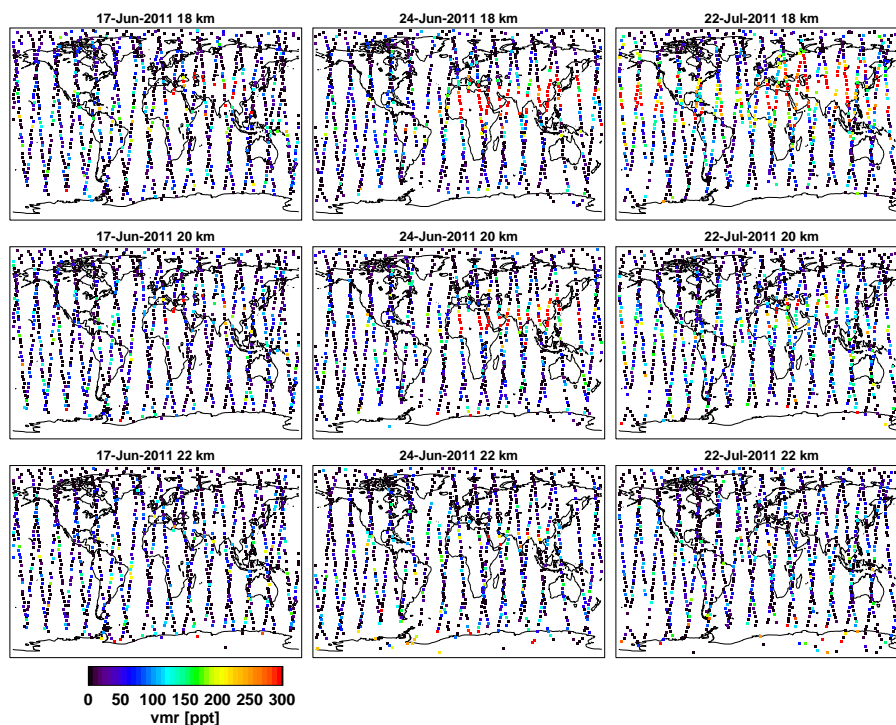 17-Jun-2011 18 km
24-Jun-2011 18 km
22-Jul-2011 18 km
17-Jun-2011 20 km
24-Jun-2011 20 km
22-Jul-2011 20 km
17-Jun-2011 22 km
24-Jun-2011 22 km
22-Jul-2011 22 km
0 50 100 150 200 250 300
vmr [ppt]